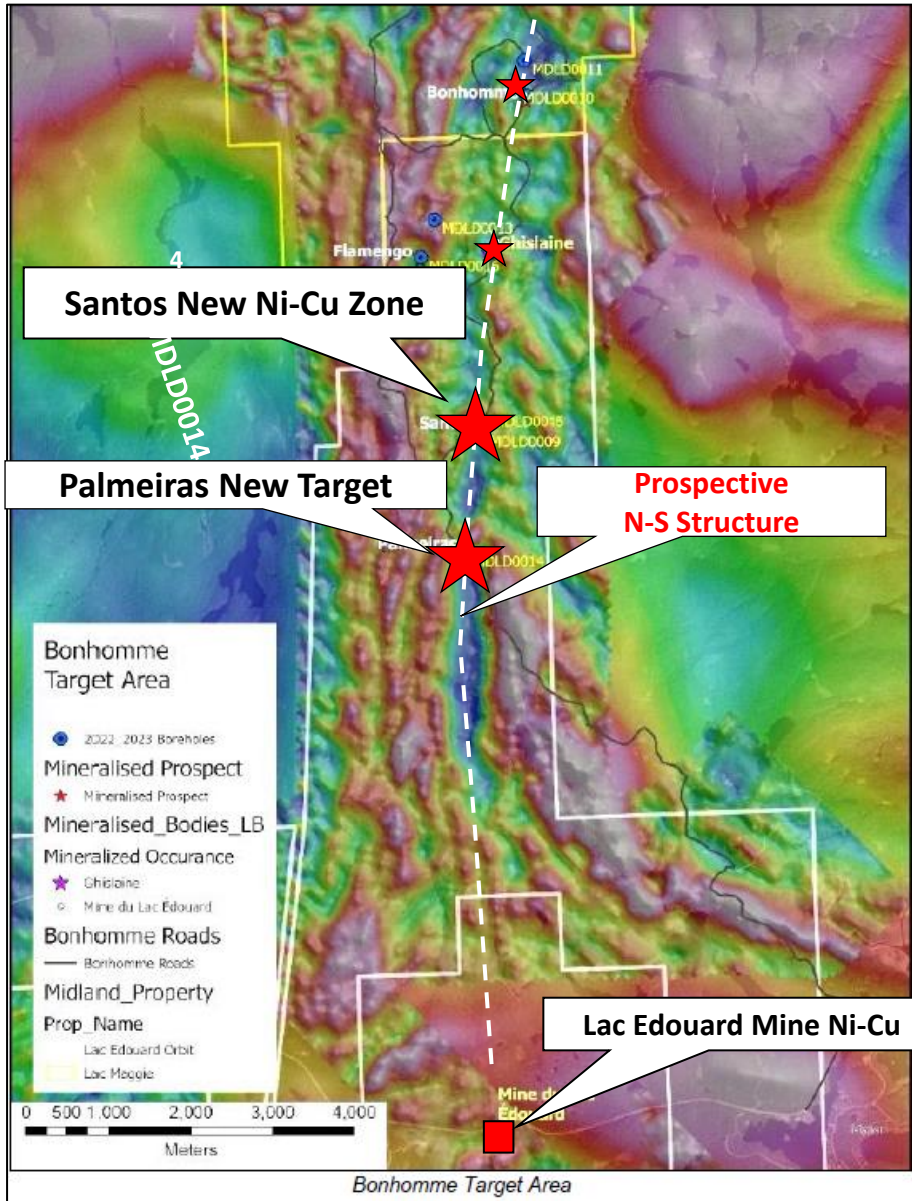 MDLD0011
Bonhomme
MDLD0010
MDLD0013
Ghislaine
Flamengo
4
Santos New Ni-Cu Zone
MDLD0014
MDLD0015
MDLD0009
Palmeiras New Target
Prospective
N-S Structure
MDLD0014
Bonhomme
Target Area
2022_2023 Boreholes
Mineralised Prospect
Mineralised Prospect
Mineralised_Bodies_LB
Mineralized Occurance
Ghislaine
Mine du Lac Édouard
Bonhomme Roads
Bonhomme Roads
Midland_Property
Prop_Name
Lac Edouard Orbit
Lac Maggie
Lac Edouard Mine Ni-Cu
Mine du
Édouard
0 500 1,000 2,000 3,000 4,000
Meters
Bonhomme Target Area